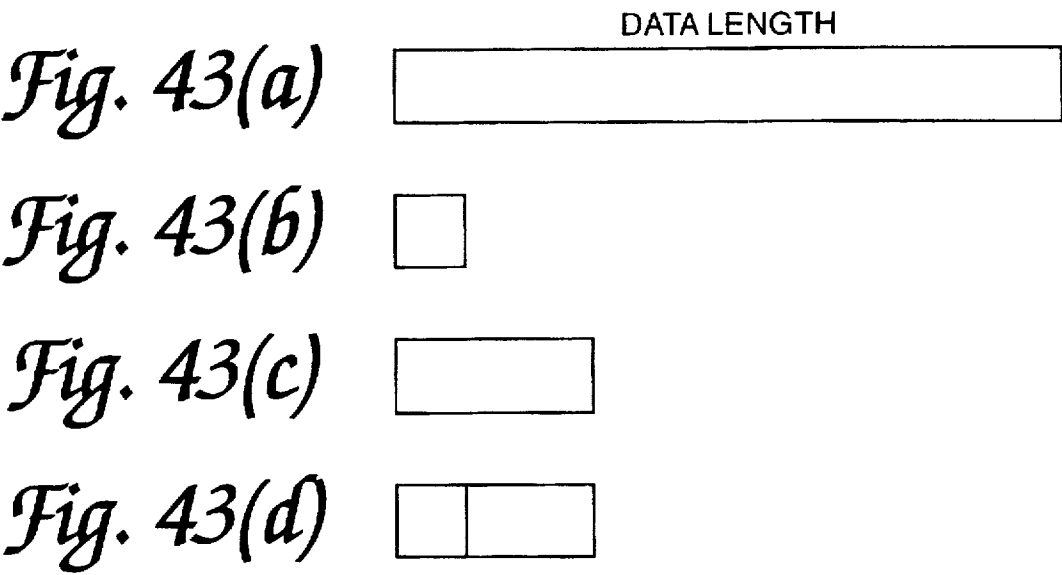 DATA LENGTH
Fig. 43(a)
Fig. 43(b)
Fig. 43(c)
Fig. 43(d)